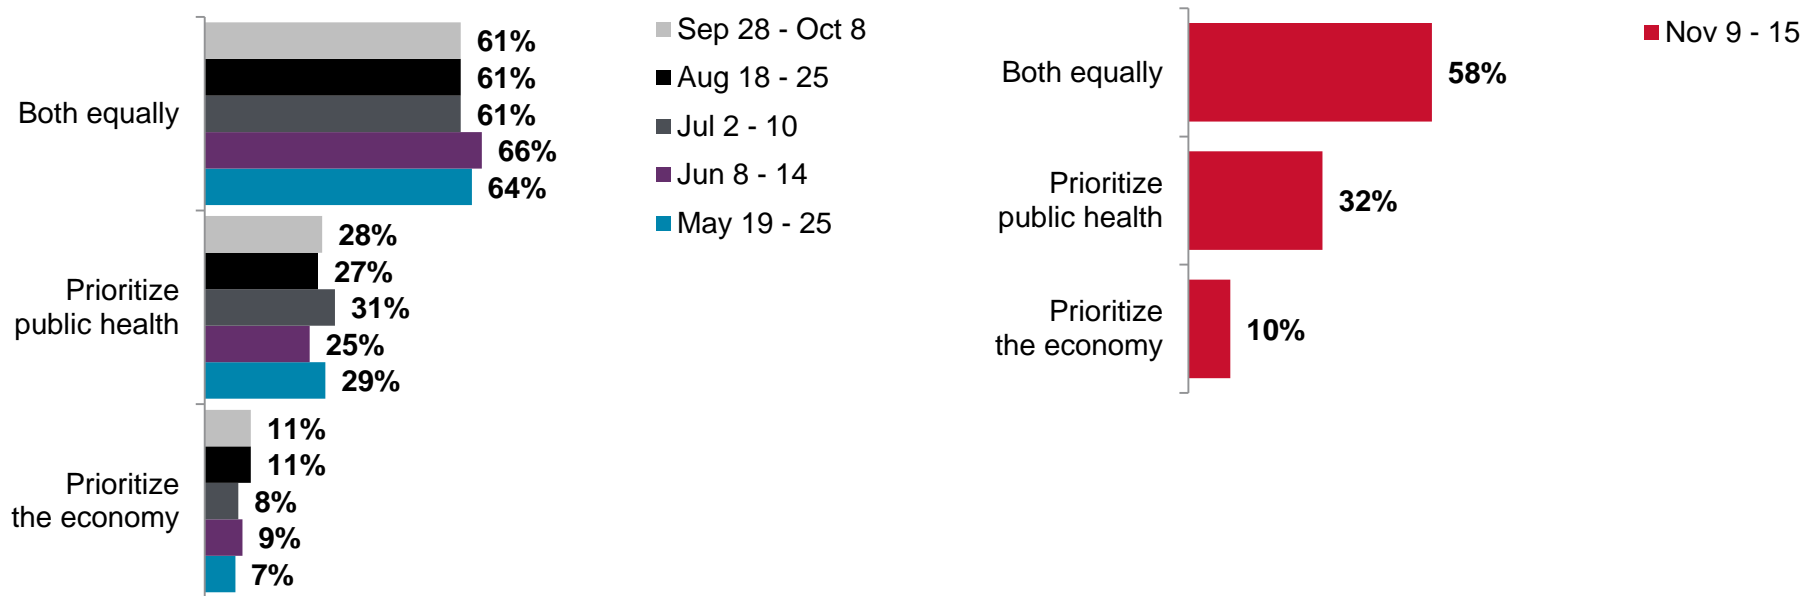 Both equally
61%
61%
61%
66%
64%
Prioritize
public health
28%
27%
31%
25%
29%
Prioritize
the economy
11%
11%
8%
9%
7%
Sep 28 - Oct 8
Aug 18 - 25
Jul 2 - 10
Jun 8 - 14
May 19 - 25
Both equally
58%
Prioritize
public health
32%
Prioritize
the economy
10%
Nov 9 - 15